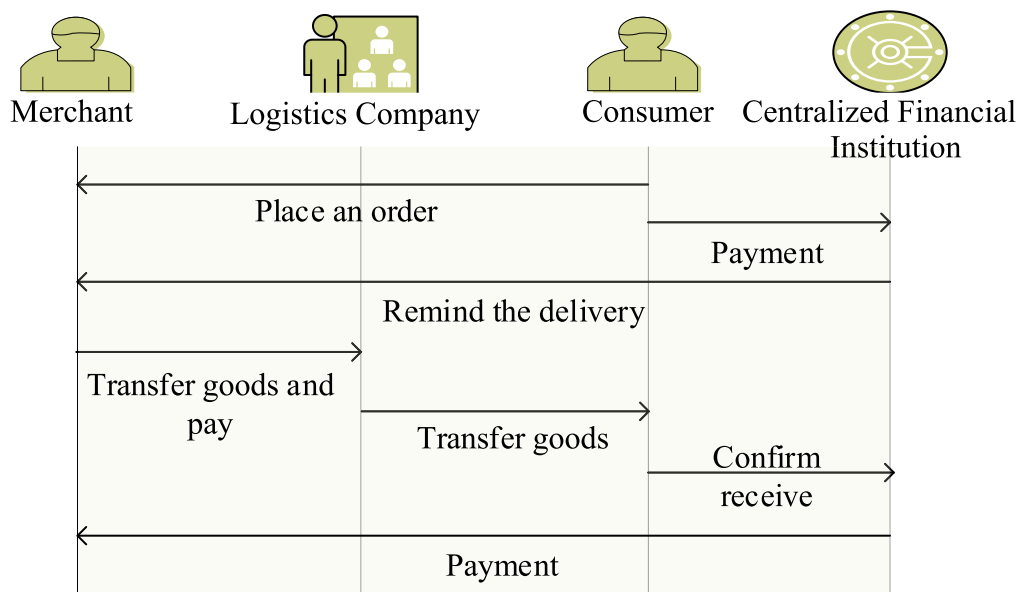 Merchant
Logistics Company
Consumer
Centralized Financial
Institution
Place an order
Payment
Remind the delivery
Transfer goods and
pay
Transfer goods
Confirm
receive
Payment